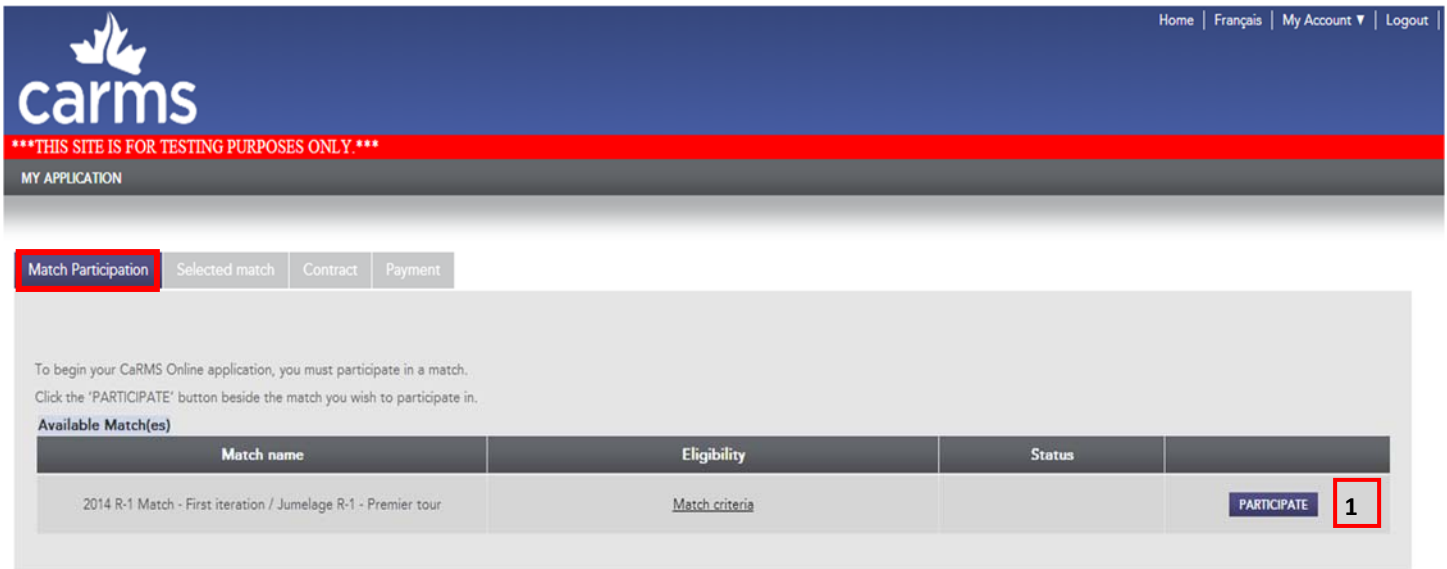 Home | Français | My Account ▼ | Logout |
carms
***THIS SITE IS FOR TESTING PURPOSES ONLY.***
MY APPLICATION
Match Participation Selected match Contract Payment
To begin your CaRMS Online application, you must participate in a match.
Click the 'PARTICIPATE' button beside the match you wish to participate in.
Available Match(es)
Match name Eligibility Status
2014 R-1 Match - First iteration / Jumelage R-1 - Premier tour Match criteria PARTICIPATE 1